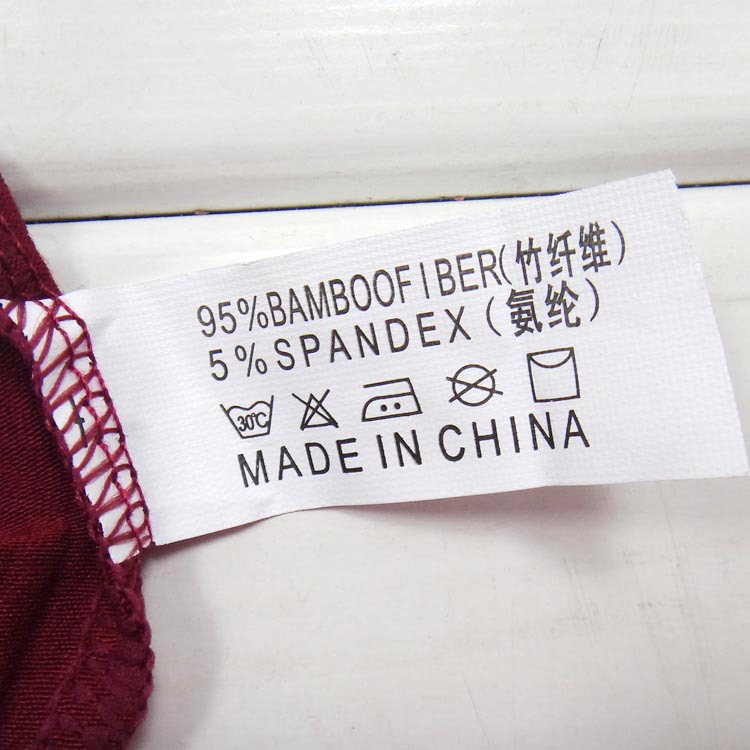 95%BAMBOOFIBER(竹纤维)
5%SPANDEX(氨纶)
30℃
MADE IN CHINA